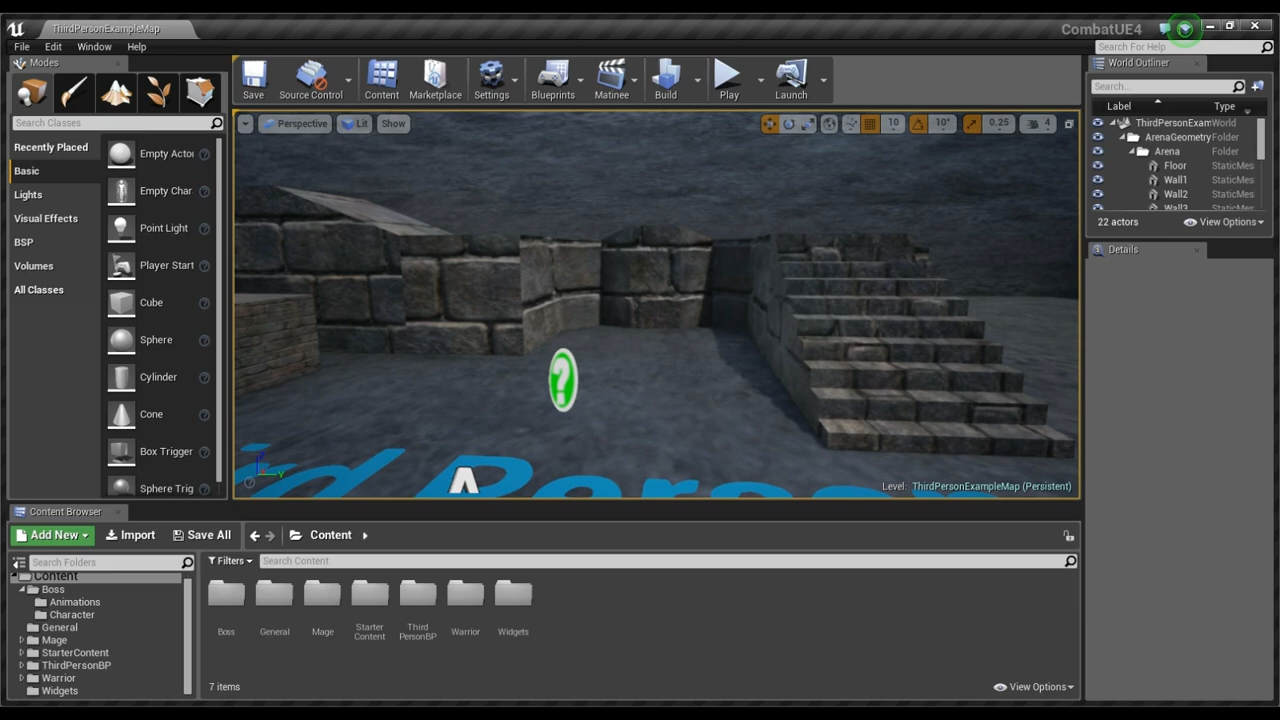 ThirdPersonExampleMap
CombatUE4
File Edit Window Help
Search For Help
Modes
Search Classes
Recently Placed
Basic
Lights
Visual Effects
BSP
Volumes
All Classes
Empty Actor
Empty Char
Point Light
Player Start
Cube
Sphere
Cylinder
Cone
Box Trigger
Sphere Trig
Save
Source Control
Content
Marketplace
Settings
Blueprints
Matinee
Build
Play
Launch
Perspective
Lit
Show
10
10°
0.25
4
?
A
Level: ThirdPersonExampleMap (Persistent)
World Outliner
Search...
Label Type
ThirdPersonExam World
ArenaGeometry Folder
Arena Folder
Floor StaticMes
Wall1 StaticMes
Wall2 StaticMes
Wall3 StaticMes
22 actors
View Options
Details
Content Browser
Add New
Import
Save All
Content
Search Folders
Content
Boss
Animations
Character
General
Mage
StarterContent
ThirdPersonBP
Warrior
Widgets
Filters
Search Content
Boss
General
Mage
Starter
Content
Third
PersonBP
Warrior
Widgets
7 items
View Options